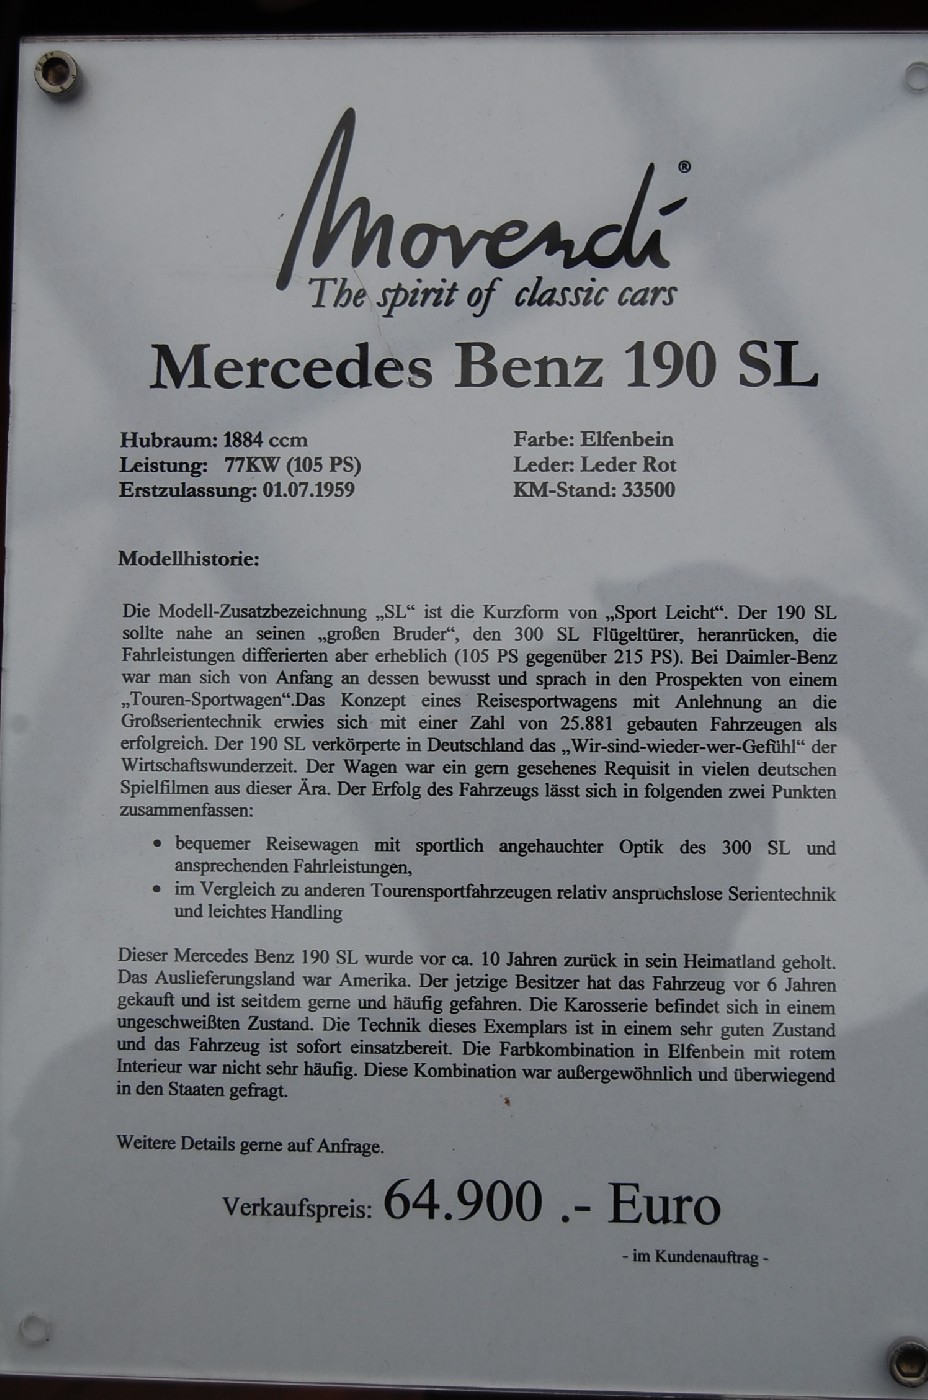 Movendi ®
The spirit of classic cars
Mercedes Benz 190 SL
Hubraum: 1884 ccm
Leistung: 77KW (105 PS)
Erstzulassung: 01.07.1959
Farbe: Elfenbein
Leder: Leder Rot
KM-Stand: 33500
Modellhistorie:
Die Modell-Zusatzbezeichnung „SL“ ist die Kurzform von „Sport Leicht“. Der 190 SL
sollte nahe an seinen „großen Bruder“, den 300 SL Flügeltürer, heranrücken, die
Fahrleistungen differierten aber erheblich (105 PS gegenüber 215 PS). Bei Daimler-Benz
war man sich von Anfang an dessen bewusst und sprach in den Prospekten von einem
„Touren-Sportwagen“.Das Konzept eines Reisesportwagens mit Anlehnung an die
Großserientechnik erwies sich mit einer Zahl von 25.881 gebauten Fahrzeugen als
erfolgreich. Der 190 SL verkörperte in Deutschland das „Wir-sind-wieder-wer-Gefühl“ der
Wirtschaftswunderzeit. Der Wagen war ein gern gesehenes Requisit in vielen deutschen
Spielfilmen aus dieser Ära. Der Erfolg des Fahrzeugs lässt sich in folgenden zwei Punkten
zusammenfassen:
• bequemer Reisewagen mit sportlich angehauchter Optik des 300 SL und
ansprechenden Fahrleistungen,
• im Vergleich zu anderen Tourensportfahrzeugen relativ anspruchslose Serientechnik
und leichtes Handling
Dieser Mercedes Benz 190 SL wurde vor ca. 10 Jahren zurück in sein Heimatland geholt.
Das Auslieferungsland war Amerika. Der jetzige Besitzer hat das Fahrzeug vor 6 Jahren
gekauft und ist seitdem gerne und häufig gefahren. Die Karosserie befindet sich in einem
ungeschweißten Zustand. Die Technik dieses Exemplars ist in einem sehr guten Zustand
und das Fahrzeug ist sofort einsatzbereit. Die Farbkombination in Elfenbein mit rotem
Interieur war nicht sehr häufig. Diese Kombination war außergewöhnlich und überwiegend
in den Staaten gefragt.
Weitere Details gerne auf Anfrage.
Verkaufspreis: 64.900 .- Euro
- im Kundenauftrag -